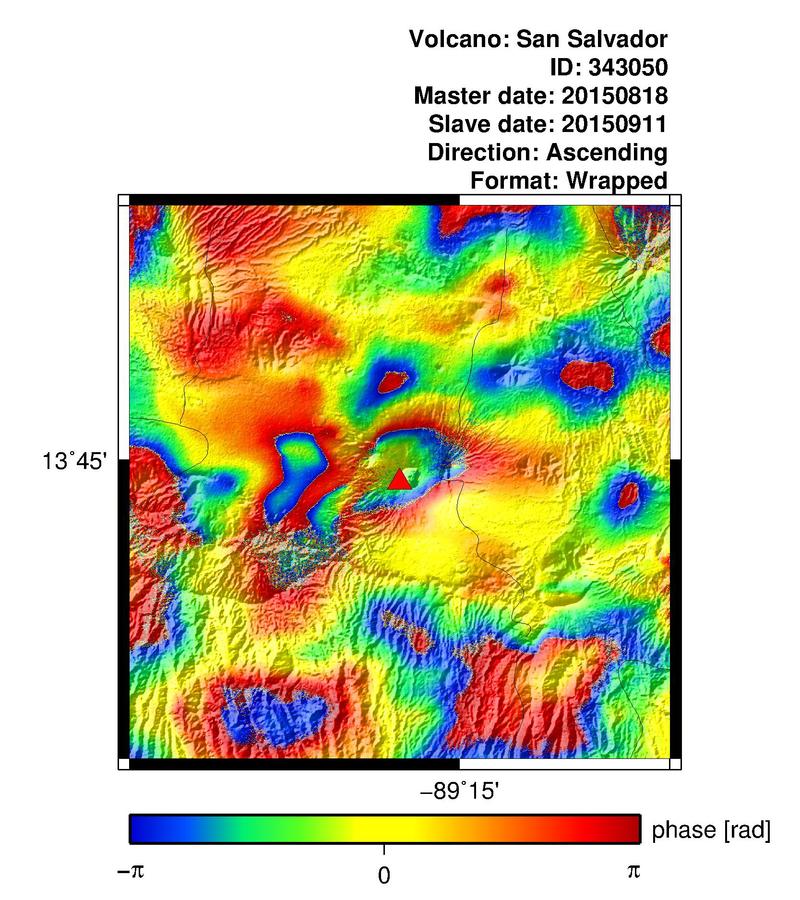 Volcano: San Salvador
ID: 343050
Master date: 20150818
Slave date: 20150911
Direction: Ascending
Format: Wrapped
13˚45'
−89˚15'
phase [rad]
−π 0 π